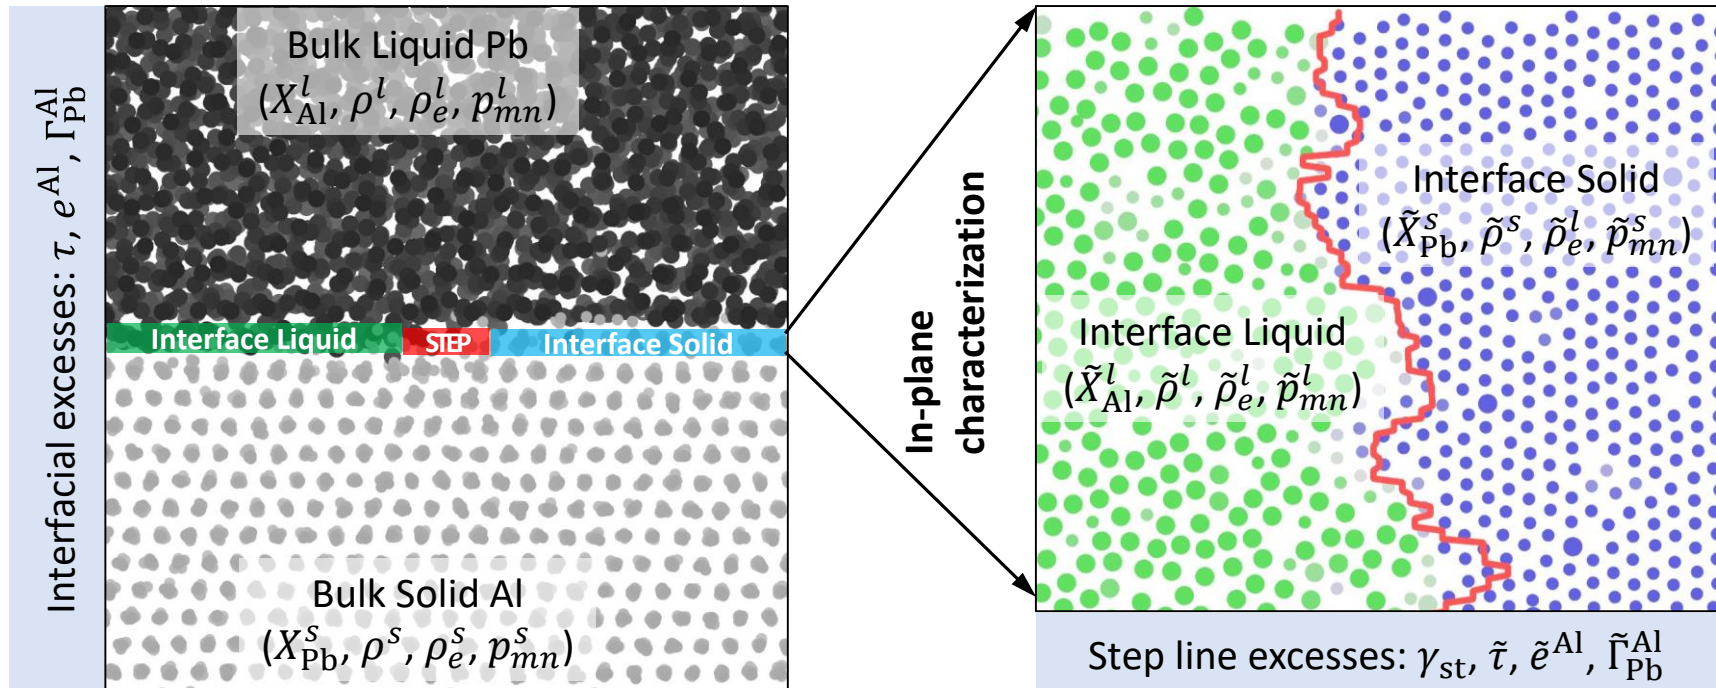 Interfacial excesses: τ, e^Al, Γ_Pb^Al
Bulk Liquid Pb
(X_Al^l, ρ^l, ρ_e^l, p_mn^l)
Interface Liquid
STEP
Interface Solid
Bulk Solid Al
(X_Pb^s, ρ^s, ρ_e^s, p_mn^s)
In-plane
characterization
Interface Solid
(X̃_Pb^s, ρ̃^s, ρ̃_e^l, p̃_mn^s)
Interface Liquid
(X̃_Al^l, ρ̃^l, ρ̃_e^l, p̃_mn^l)
Step line excesses: γ_st, τ̃, ẽ^Al, Γ̃_Pb^Al